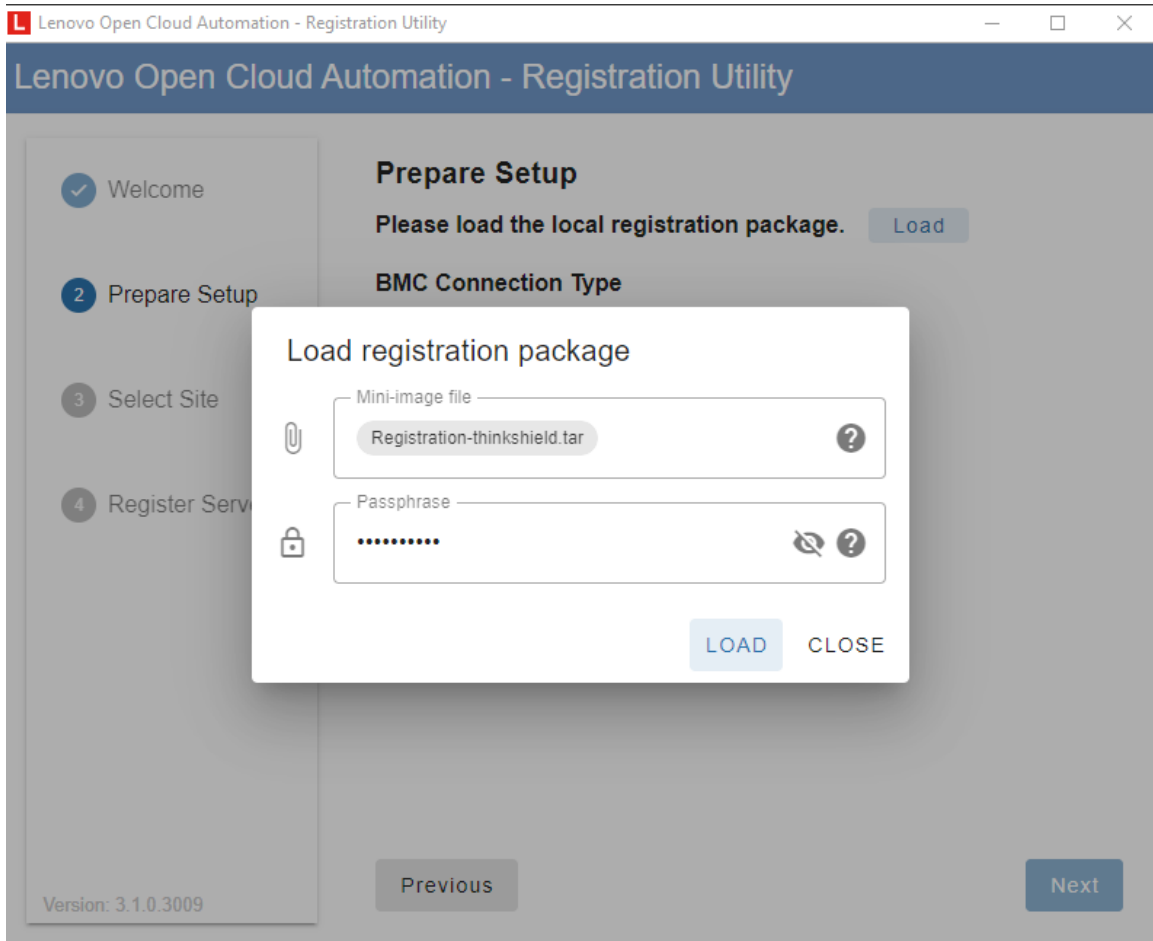 L Lenovo Open Cloud Automation - Registration Utility
Lenovo Open Cloud Automation - Registration Utility
Welcome
2 Prepare Setup
3 Select Site
4 Register Serv
Version: 3.1.0.3009
Prepare Setup
Please load the local registration package. Load
BMC Connection Type
Load registration package
Mini-image file
Registration-thinkshield.tar ?
Passphrase
•••••••••• ?
LOAD CLOSE
Previous Next